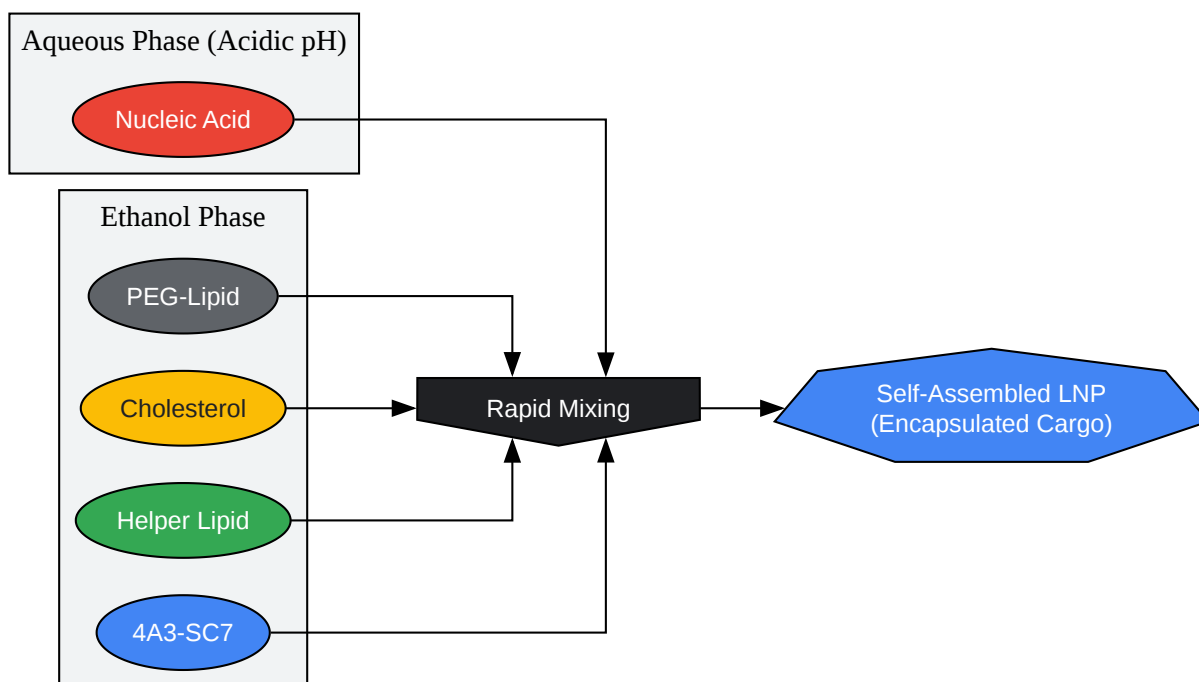 Aqueous Phase (Acidic pH)
Nucleic Acid
Ethanol Phase
PEG-Lipid
Cholesterol
Helper Lipid
4A3-SC7
Rapid Mixing
Self-Assembled LNP
(Encapsulated Cargo)